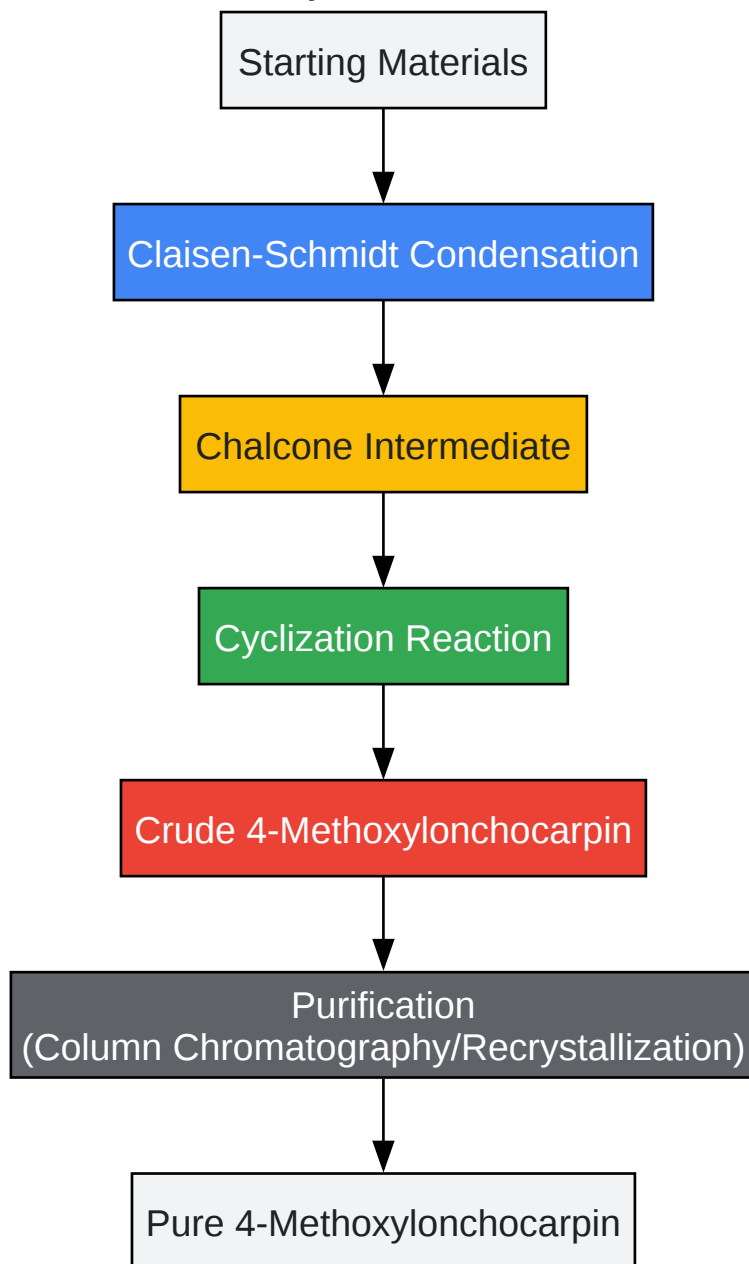 Starting Materials
Claisen-Schmidt Condensation
Chalcone Intermediate
Cyclization Reaction
Crude 4-Methoxylonchocarpin
Purification
(Column Chromatography/Recrystallization)
Pure 4-Methoxylonchocarpin